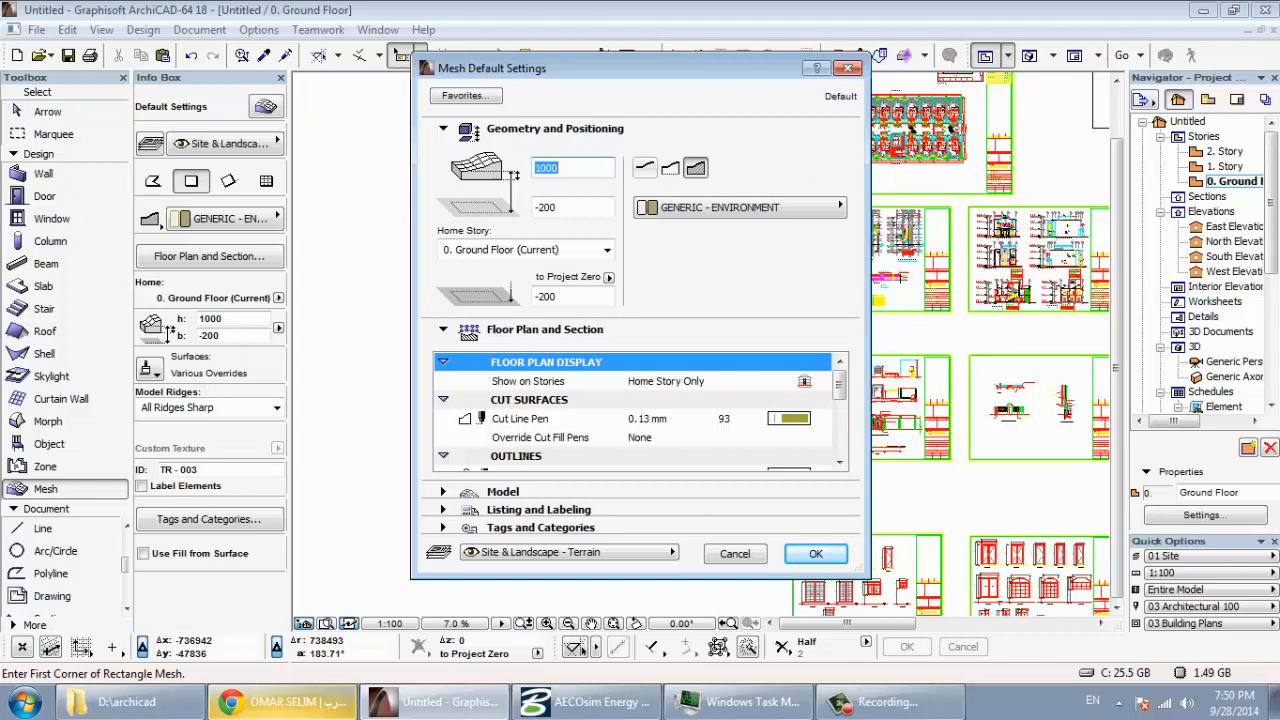 Untitled - Graphisoft ArchiCAD-64 18 - [Untitled / 0. Ground Floor]
File Edit View Design Document Options Teamwork Window Help
Go
Toolbox
Select
Arrow
Marquee
Design
Wall
Door
Window
Column
Beam
Slab
Stair
Roof
Shell
Skylight
Curtain Wall
Morph
Object
Zone
Mesh
Document
Line
Arc/Circle
Polyline
Drawing
More
Info Box
Default Settings
Site & Landsca...
GENERIC - EN...
Floor Plan and Section...
Home:
0. Ground Floor (Current)
h: 1000
b: -200
Surfaces:
Various Overrides
Model Ridges:
All Ridges Sharp
Custom Texture
ID: TR - 003
Label Elements
Tags and Categories...
Use Fill from Surface
Mesh Default Settings
Favorites...
Default
Geometry and Positioning
1000
-200
GENERIC - ENVIRONMENT
Home Story:
0. Ground Floor (Current)
to Project Zero
-200
Floor Plan and Section
FLOOR PLAN DISPLAY
Show on Stories Home Story Only
CUT SURFACES
Cut Line Pen 0.13 mm 93
Override Cut Fill Pens None
OUTLINES
Model
Listing and Labeling
Tags and Categories
Site & Landscape - Terrain
Cancel OK
Navigator - Project ...
Untitled
Stories
2. Story
1. Story
0. Ground
Sections
Elevations
East Elevatio
North Elevati
South Elevati
West Elevati
Interior Elevation
Worksheets
Details
3D Documents
3D
Generic Pers
Generic Axon
Schedules
Element
Properties
0. Ground Floor
Settings...
Quick Options
01 Site
1:100
Entire Model
03 Architectural 100
03 Building Plans
1:100 7.0 % 0.00°
Δx: -736942
Δy: -47836
Δr: 738493
a: 183.71°
Δz: 0
to Project Zero
Half
2
OK Cancel
Enter First Corner of Rectangle Mesh.
C: 25.5 GB 1.49 GB
D:\archicad
OMAR SELIM |
Untitled - Graphis...
AECOsim Energy ...
Windows Task M...
Recording...
EN
7:50 PM
9/28/2014